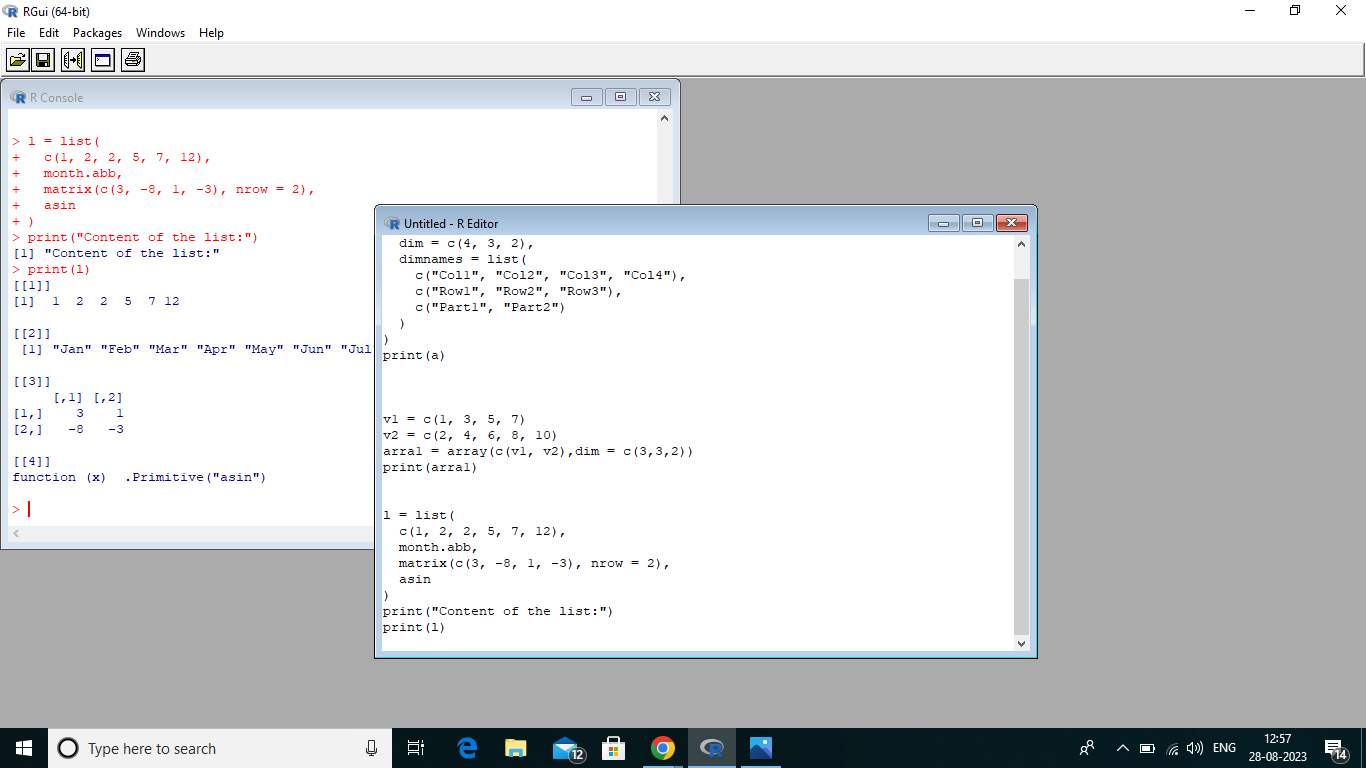 RGui (64-bit)
File Edit Packages Windows Help
R Console
> l = list(
+   c(1, 2, 2, 5, 7, 12),
+   month.abb,
+   matrix(c(3, -8, 1, -3), nrow = 2),
+   asin
+ )
> print("Content of the list:")
[1] "Content of the list:"
> print(l)
[[1]]
[1]  1  2  2  5  7 12
[[2]]
 [1] "Jan" "Feb" "Mar" "Apr" "May" "Jun" "Jul
[[3]]
     [,1] [,2]
[1,]    3    1
[2,]   -8   -3
[[4]]
function (x)  .Primitive("asin")
>
Untitled - R Editor
  dim = c(4, 3, 2),
  dimnames = list(
    c("Col1", "Col2", "Col3", "Col4"),
    c("Row1", "Row2", "Row3"),
    c("Part1", "Part2")
  )
)
print(a)
v1 = c(1, 3, 5, 7)
v2 = c(2, 4, 6, 8, 10)
arra1 = array(c(v1, v2),dim = c(3,3,2))
print(arra1)
l = list(
  c(1, 2, 2, 5, 7, 12),
  month.abb,
  matrix(c(3, -8, 1, -3), nrow = 2),
  asin
)
print("Content of the list:")
print(l)
Type here to search
12
ENG
12:57
28-08-2023
14